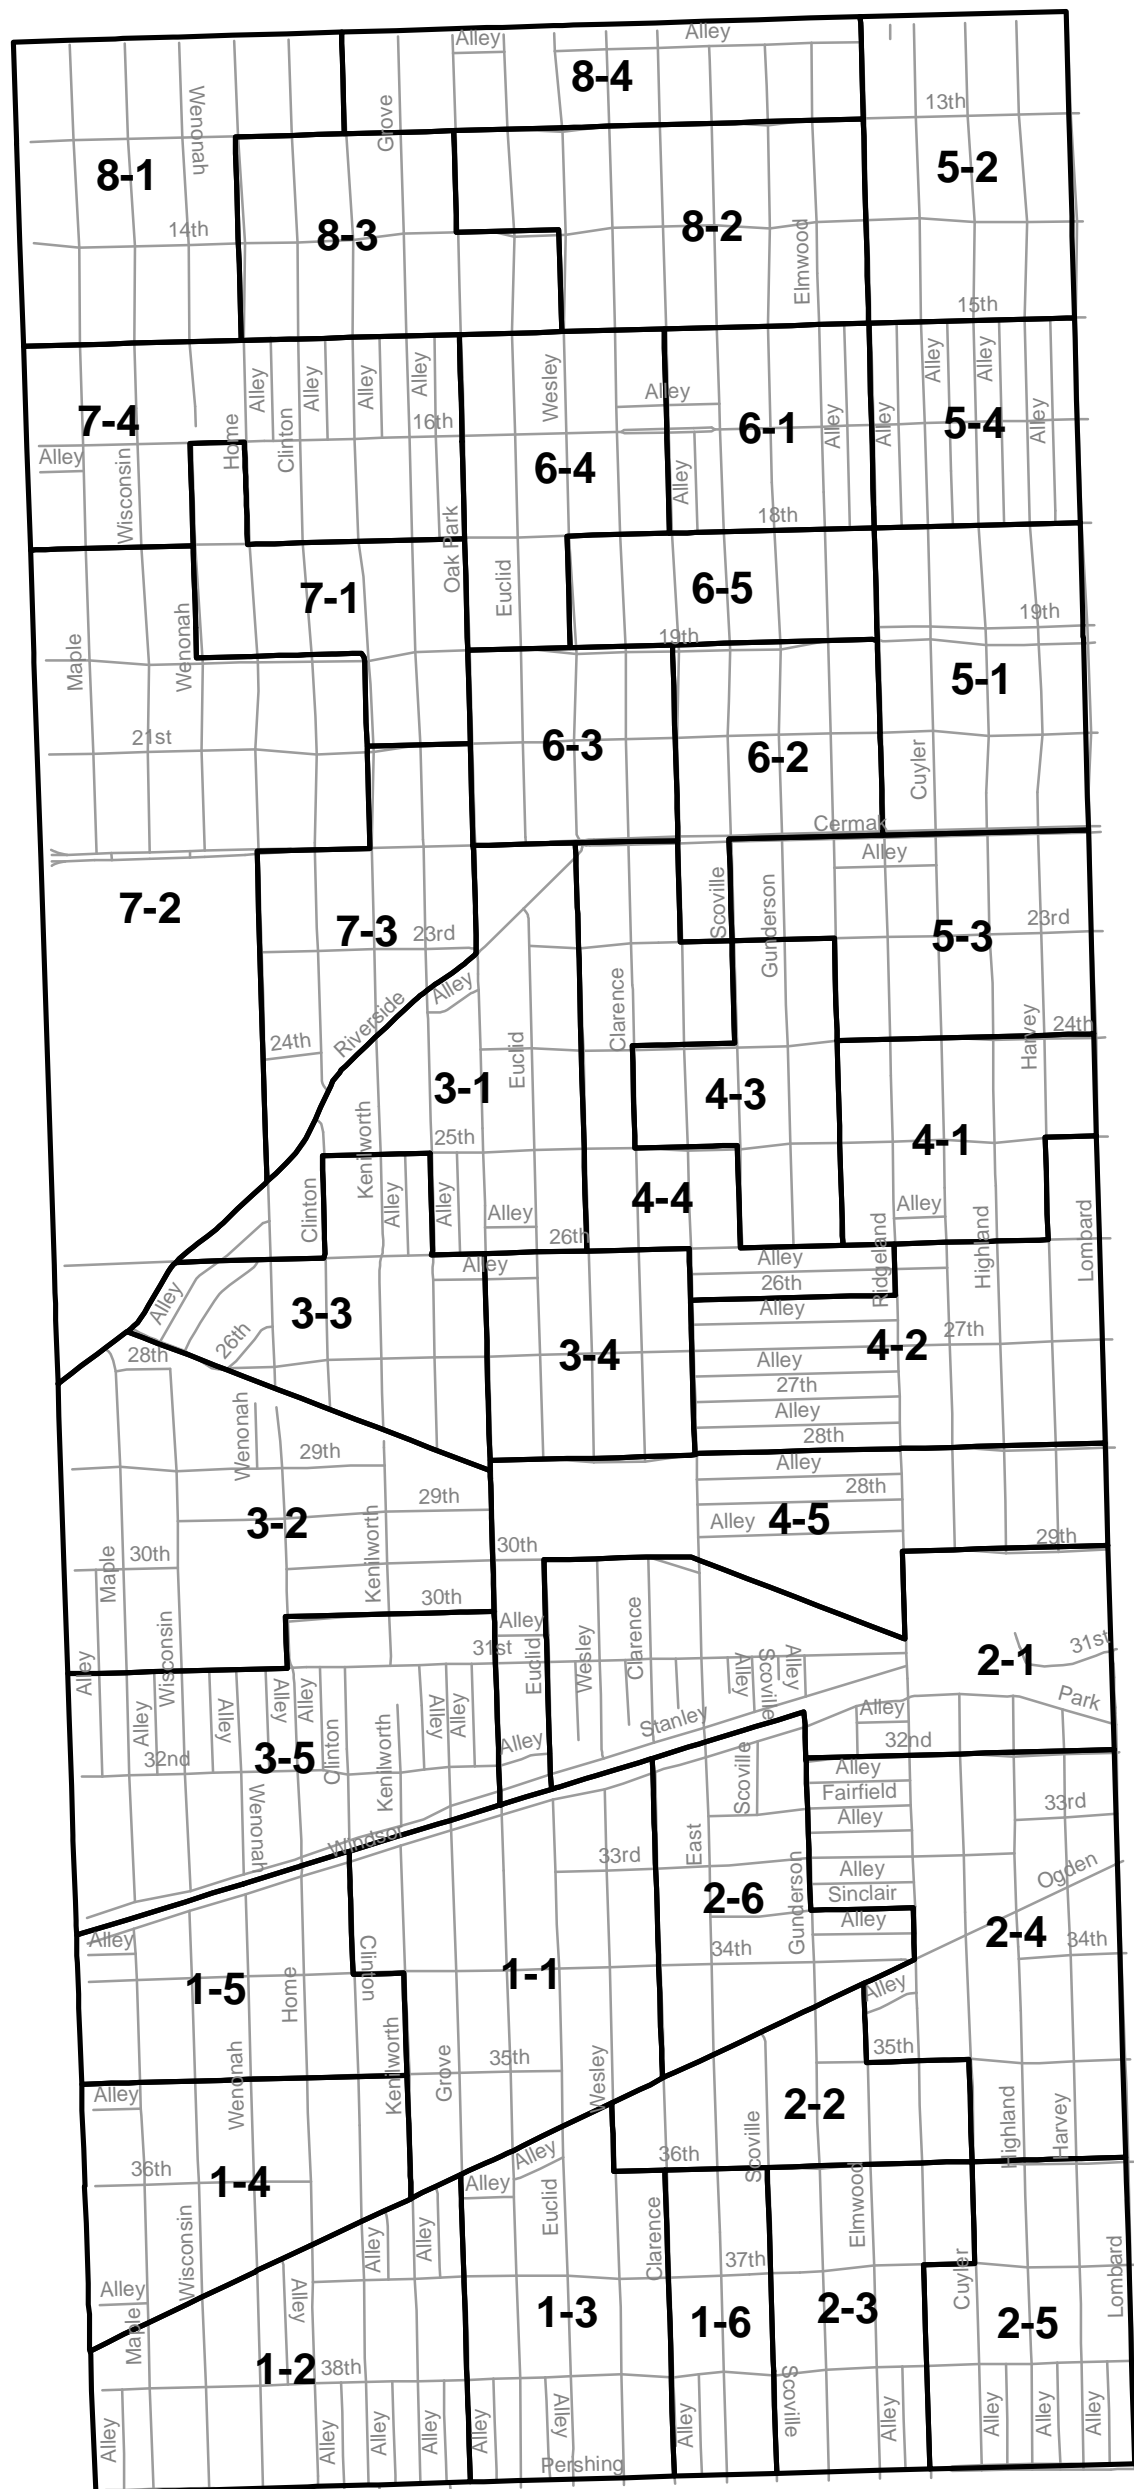 Alley
Alley
8-4
Wenonah
Grove
13th
8-1
5-2
14th
8-3
8-2
Elmwood
15th
Alley
Alley
Alley
Alley
Wesley
Alley
Alley
Alley
7-4
Home
Clinton
16th
6-1
Alley
Alley
5-4
Alley
Alley
Wisconsin
6-4
Alley
18th
Oak Park
Euclid
7-1
6-5
19th
Maple
Wenonah
19th
5-1
21st
6-3
6-2
Cuyler
Cermak
Alley
7-2
7-3
23rd
Scoville
Gunderson
5-3
23rd
Alley
Clarence
Riverside
24th
Euclid
Harvey
24th
3-1
4-3
Kenilworth
25th
4-1
Clinton
Alley
Alley
Alley
4-4
Alley
Highland
Lombard
26th
Ridgeland
Alley
Alley
26th
Alley
3-3
Alley
26th
28th
3-4
4-2
27th
Alley
27th
Alley
28th
Wenonah
29th
Alley
28th
29th
3-2
Kenilworth
Alley
4-5
29th
30th
Maple
30th
30th
Alley
31st
Euclid
Wesley
Clarence
Wisconsin
Alley
Alley
Scoville
Alley
2-1
31st
Alley
Alley
Alley
Alley
Alley
Alley
Park
Alley
Stanley
Alley
Clinton
Kenilworth
32nd
3-5
32nd
Scoville
Alley
Fairfield
Alley
33rd
Wenonah
Windsor
33rd
East
Gunderson
Alley
Sinclair
Alley
Ogden
2-6
Alley
Clinton
34th
2-4
34th
1-5
Home
1-1
Alley
35th
Alley
Wenonah
Kenilworth
Grove
35th
Wesley
2-2
Highland
Harvey
Scoville
36th
36th
1-4
Alley
Alley
Euclid
Elmwood
Wisconsin
Alley
Alley
Clarence
37th
Cuyler
Lombard
Alley
Maple
Alley
1-3
1-6
2-3
2-5
1-2
38th
Alley
Alley
Alley
Alley
Alley
Alley
Alley
Scoville
Alley
Alley
Alley
Alley
Pershing